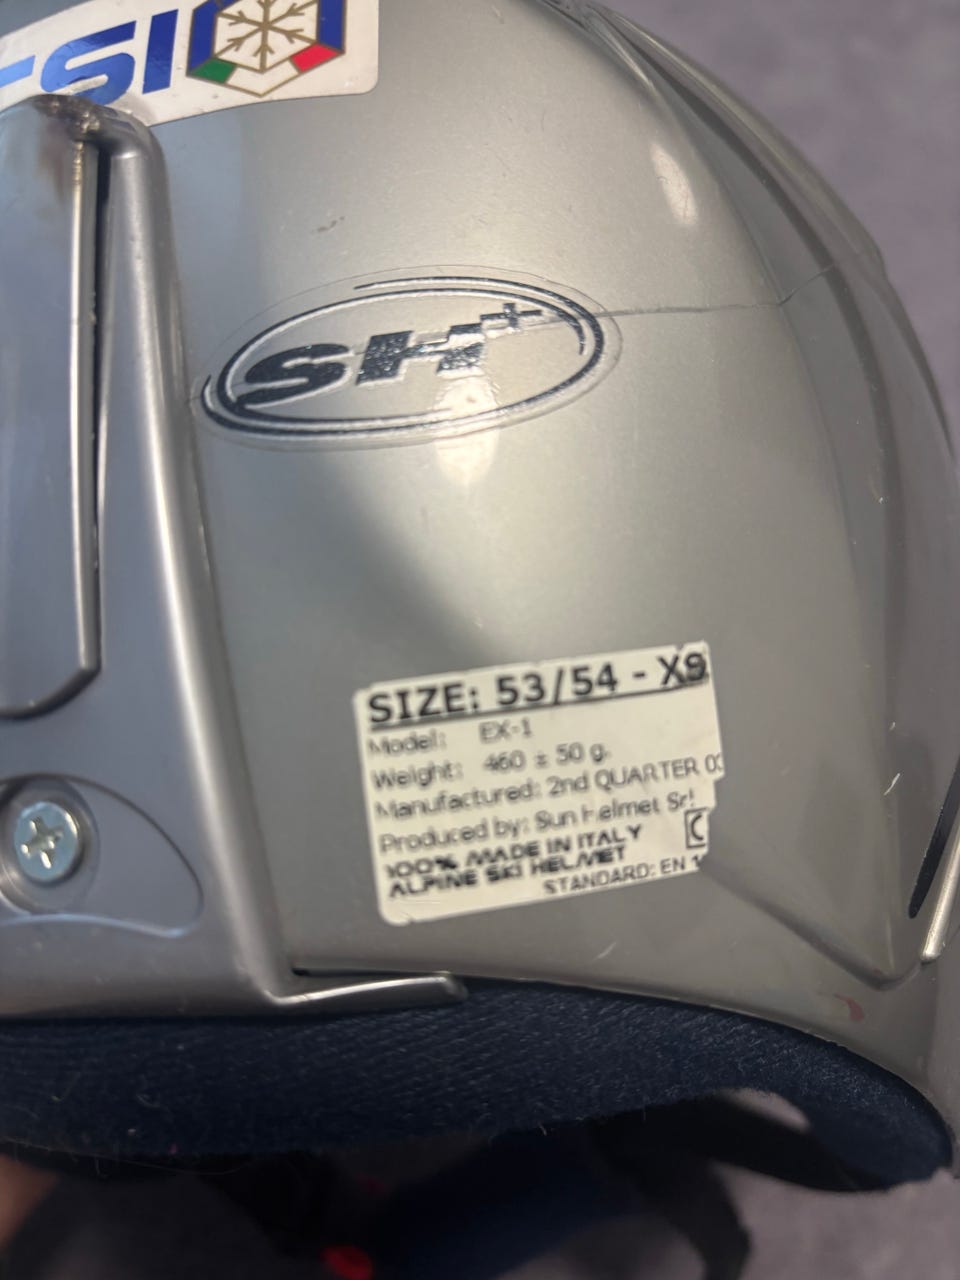 FSI
SH+
SIZE: 53/54 - XS
Model: EX-1
Weight: 460 ± 50 g.
Manufactured: 2nd QUARTER 03
Produced by: Sun Helmet Srl
100% MADE IN ITALY
ALPINE SKI HELMET
STANDARD: EN